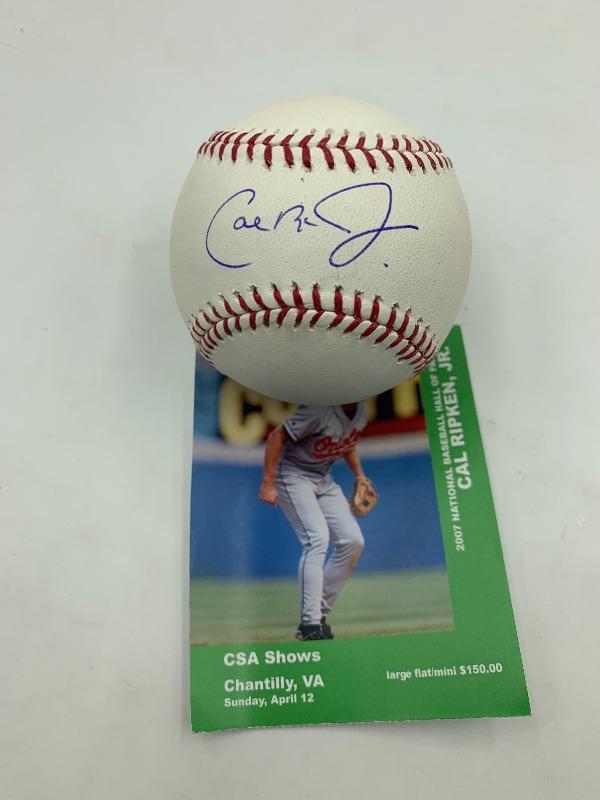 Cal Ripken Jr.
Orioles
2007 NATIONAL BASEBALL HALL OF
CAL RIPKEN, JR.
CSA Shows
Chantilly, VA
Sunday, April 12
large flat/mini $150.00